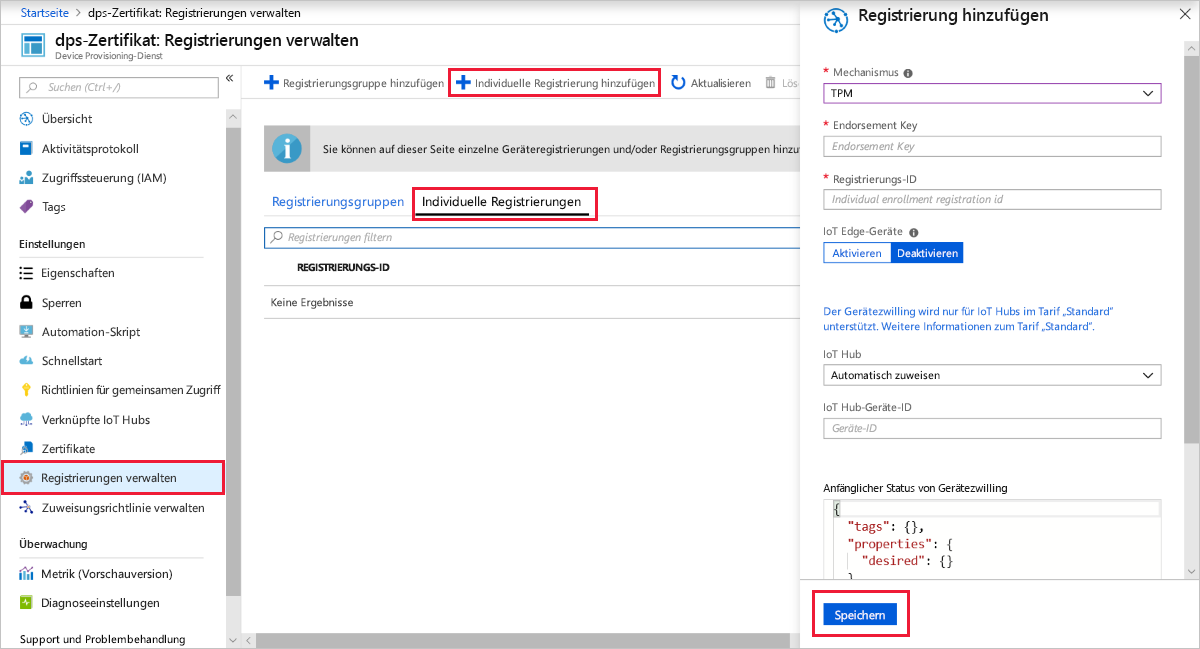 Startseite > dps-Zertifikat: Registrierungen verwalten
dps-Zertifikat: Registrierungen verwalten
Device Provisioning-Dienst
Suchen (Ctrl+/)
«
Übersicht
Aktivitätsprotokoll
Zugriffssteuerung (IAM)
Tags
Einstellungen
Eigenschaften
Sperren
Automation-Skript
Schnellstart
Richtlinien für gemeinsamen Zugriff
Verknüpfte IoT Hubs
Zertifikate
Registrierungen verwalten
Zuweisungsrichtlinie verwalten
Überwachung
Metrik (Vorschauversion)
Diagnoseeinstellungen
Support und Problembehandlung
Registrierungsgruppe hinzufügen Individuelle Registrierung hinzufügen Aktualisieren Lös
Sie können auf dieser Seite einzelne Geräteregistrierungen und/oder Registrierungsgruppen hinzu
Registrierungsgruppen Individuelle Registrierungen
Registrierungen filtern
REGISTRIERUNGS-ID
Keine Ergebnisse
Registrierung hinzufügen
* Mechanismus
TPM
* Endorsement Key
Endorsement Key
* Registrierungs-ID
Individual enrollment registration id
IoT Edge-Geräte
Aktivieren Deaktivieren
Der Gerätezwilling wird nur für IoT Hubs im Tarif „Standard“
unterstützt. Weitere Informationen zum Tarif „Standard“.
IoT Hub
Automatisch zuweisen
IoT Hub-Geräte-ID
Geräte-ID
Anfänglicher Status von Gerätezwilling
{
"tags": {},
"properties": {
"desired": {}
}
Speichern